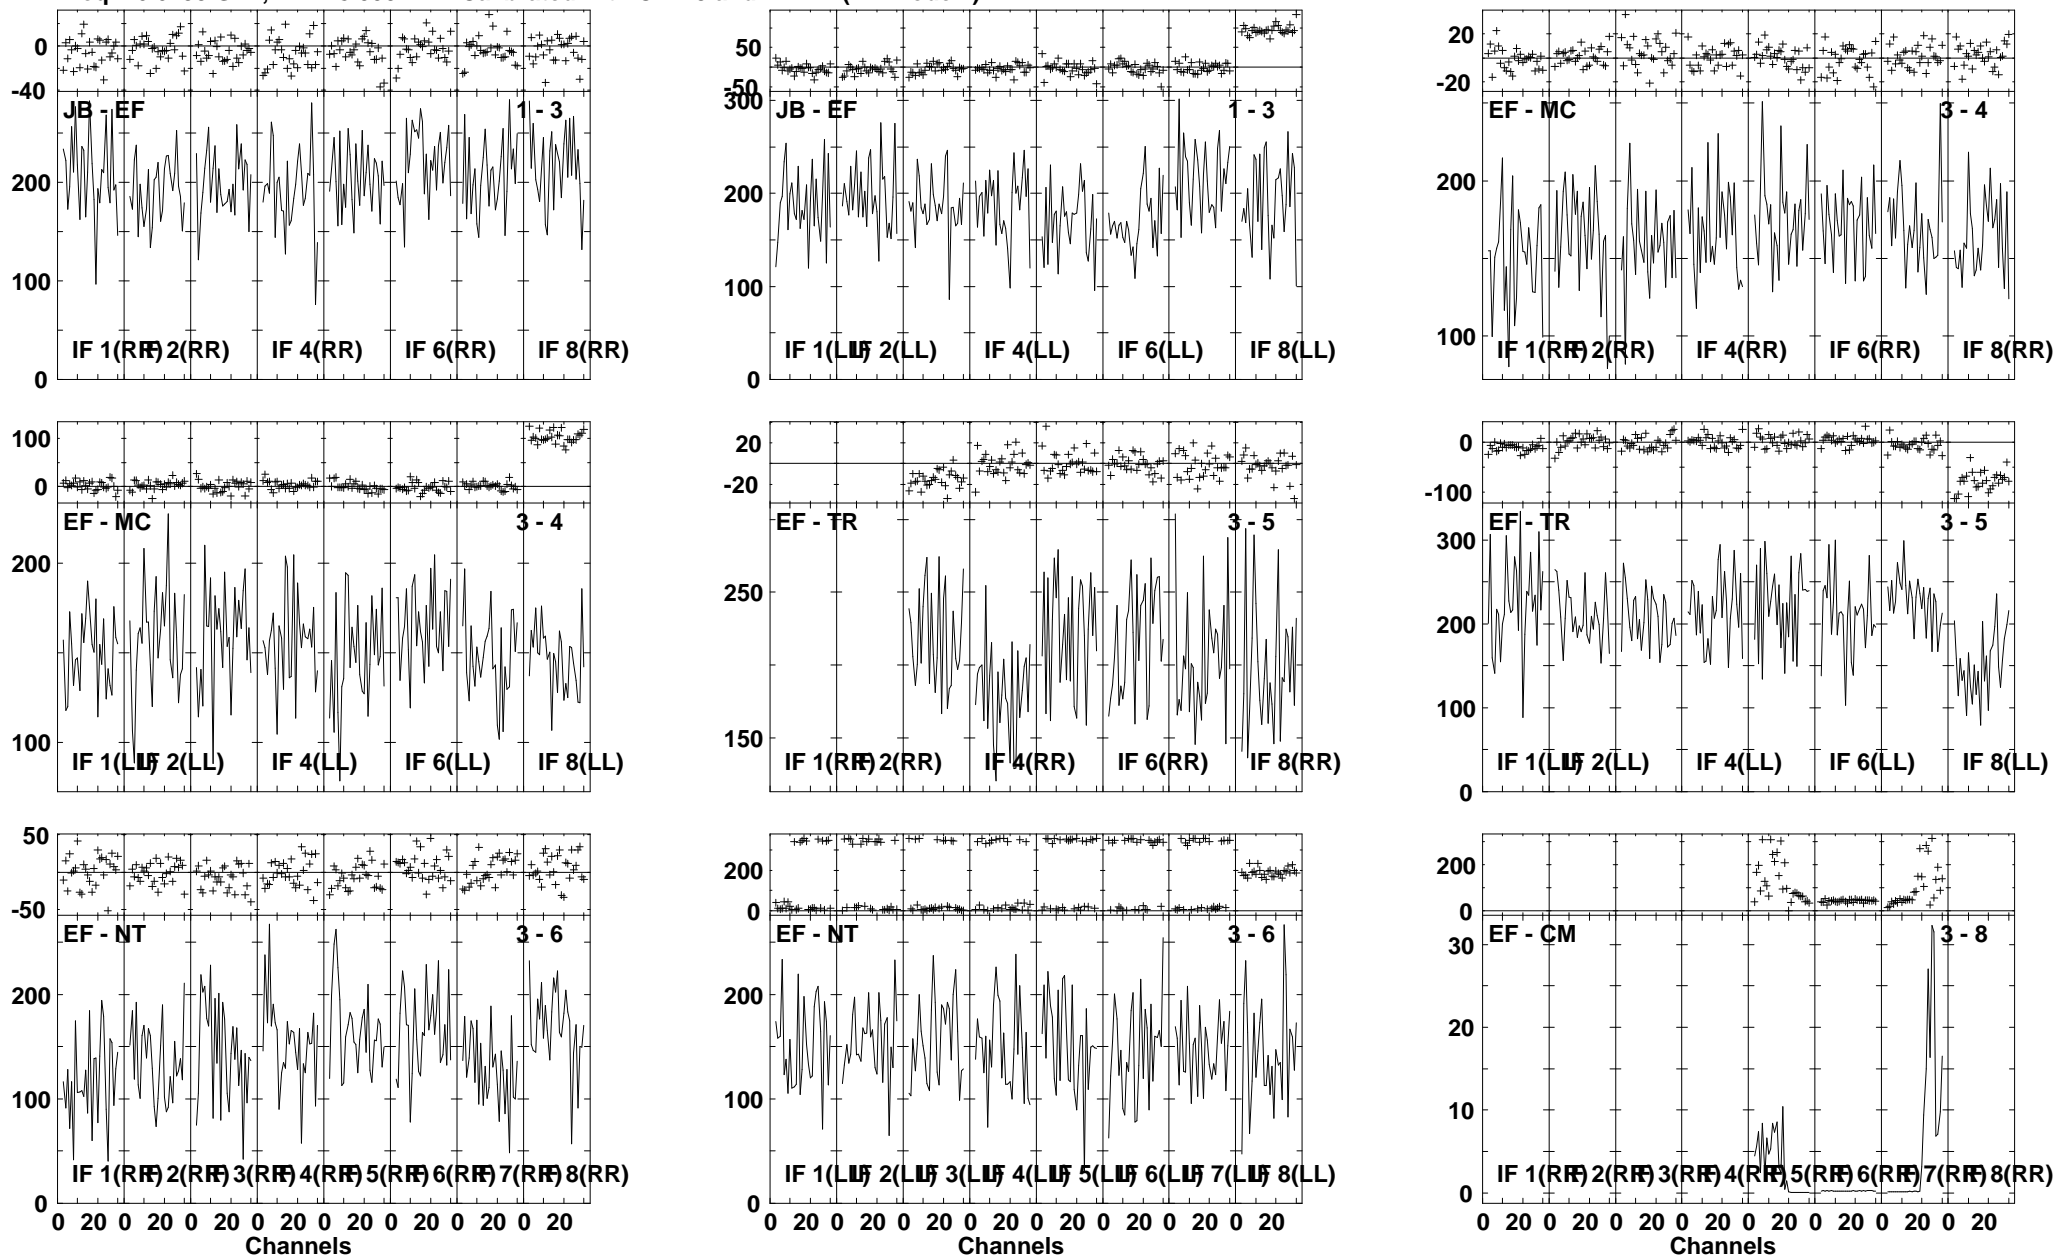 0
-40
JB - EF 1 - 3
200
100
0
IF 1(RR) IF 2(RR) IF 4(RR) IF 6(RR) IF 8(RR)
50
-50
300
JB - EF 1 - 3
200
100
0
IF 1(LL) IF 2(LL) IF 4(LL) IF 6(LL) IF 8(LL)
20
-20
EF - MC 3 - 4
200
100
IF 1(RR) IF 2(RR) IF 4(RR) IF 6(RR) IF 8(RR)
100
0
EF - MC 3 - 4
200
100
IF 1(LL) IF 2(LL) IF 4(LL) IF 6(LL) IF 8(LL)
20
-20
EF - TR 3 - 5
250
150
IF 1(RR) IF 2(RR) IF 4(RR) IF 6(RR) IF 8(RR)
0
-100
EF - TR 3 - 5
300
200
100
0
IF 1(LL) IF 2(LL) IF 4(LL) IF 6(LL) IF 8(LL)
50
-50
EF - NT 3 - 6
200
100
0
IF 1(RR) IF 2(RR) IF 3(RR) IF 4(RR) IF 5(RR) IF 6(RR) IF 7(RR) IF 8(RR)
0 20 0 20 0 20 0 20 0 20 0 20 0 20 0 20
Channels
200
0
EF - NT 3 - 6
200
100
0
IF 1(LL) IF 2(LL) IF 3(LL) IF 4(LL) IF 5(LL) IF 6(LL) IF 7(LL) IF 8(LL)
0 20 0 20 0 20 0 20 0 20 0 20 0 20 0 20
Channels
200
0
EF - CM 3 - 8
30
20
10
0
IF 1(RR) IF 2(RR) IF 3(RR) IF 4(RR) IF 5(RR) IF 6(RR) IF 7(RR) IF 8(RR)
0 20 0 20 0 20 0 20 0 20 0 20 0 20 0 20
Channels